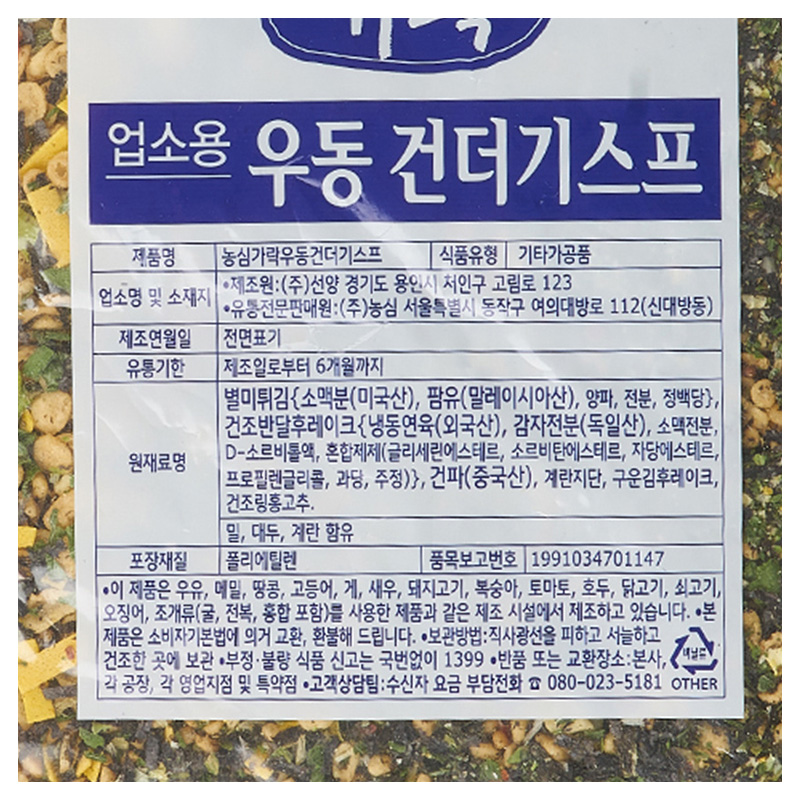 업소용 우동 건더기스프
제품명 농심가락우동건더기스프 식품유형 기타가공품
업소명 및 소재지 •제조원:(주)선양 경기도 용인시 처인구 고림로 123
•유통전문판매원:(주)농심 서울특별시 동작구 여의대방로 112(신대방동)
제조연월일 전면표기
유통기한 제조일로부터 6개월까지
원재료명 별미튀김{소맥분(미국산), 팜유(말레이시아산), 양파, 전분, 정백당},
건조반달후레이크{냉동연육(외국산), 감자전분(독일산), 소맥전분,
D-소르비톨액, 혼합제제(글리세린에스테르, 소르비탄에스테르, 자당에스테르,
프로필렌글리콜, 과당, 주정)}, 건파(중국산), 계란지단, 구운김후레이크,
건조링홍고추.
밀, 대두, 계란 함유
포장재질 폴리에틸렌 품목보고번호 1991034701147
•이 제품은 우유, 메밀, 땅콩, 고등어, 게, 새우, 돼지고기, 복숭아, 토마토, 호두, 닭고기, 쇠고기,
오징어, 조개류(굴, 전복, 홍합 포함)를 사용한 제품과 같은 제조 시설에서 제조하고 있습니다. •본
제품은 소비자기본법에 의거 교환, 환불해 드립니다. •보관방법:직사광선을 피하고 서늘하고
건조한 곳에 보관 •부정·불량 식품 신고는 국번없이 1399 •반품 또는 교환장소:본사,
각 공장, 각 영업지점 및 특약점 •고객상담팀:수신자 요금 부담전화 ☎ 080-023-5181
비닐류
OTHER